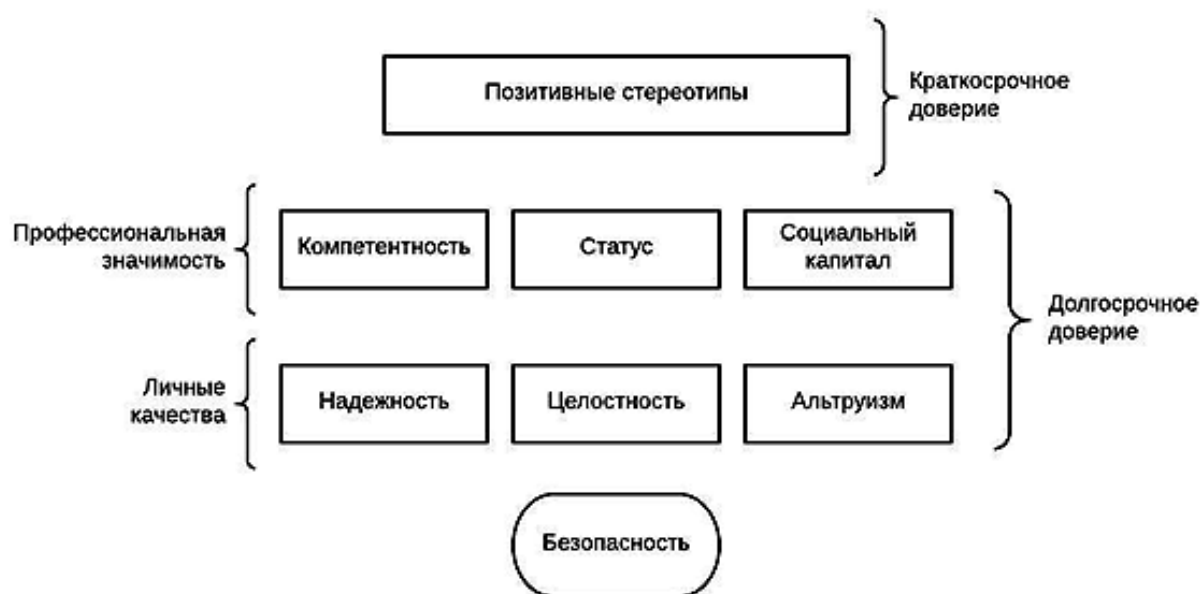 Позитивные стереотипы
Краткосрочное
доверие
Профессиональная
значимость
Компетентность
Статус
Социальный
капитал
Долгосрочное
доверие
Личные
качества
Надежность
Целостность
Альтруизм
Безопасность